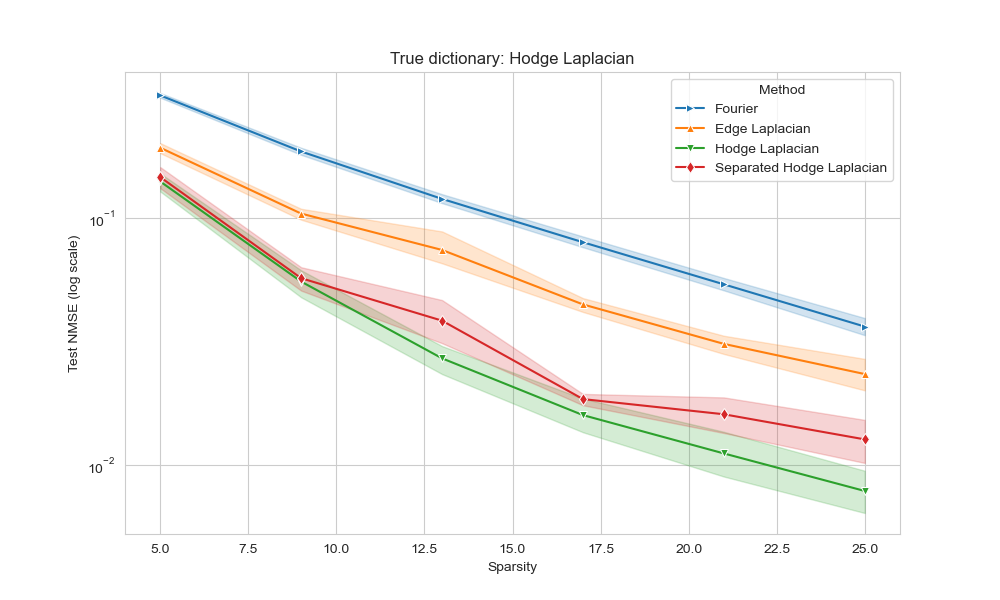 True dictionary: Hodge Laplacian
Method
Fourier
Edge Laplacian
Hodge Laplacian
Separated Hodge Laplacian
Test NMSE (log scale)
10⁻¹
10⁻²
5.0 7.5 10.0 12.5 15.0 17.5 20.0 22.5 25.0
Sparsity